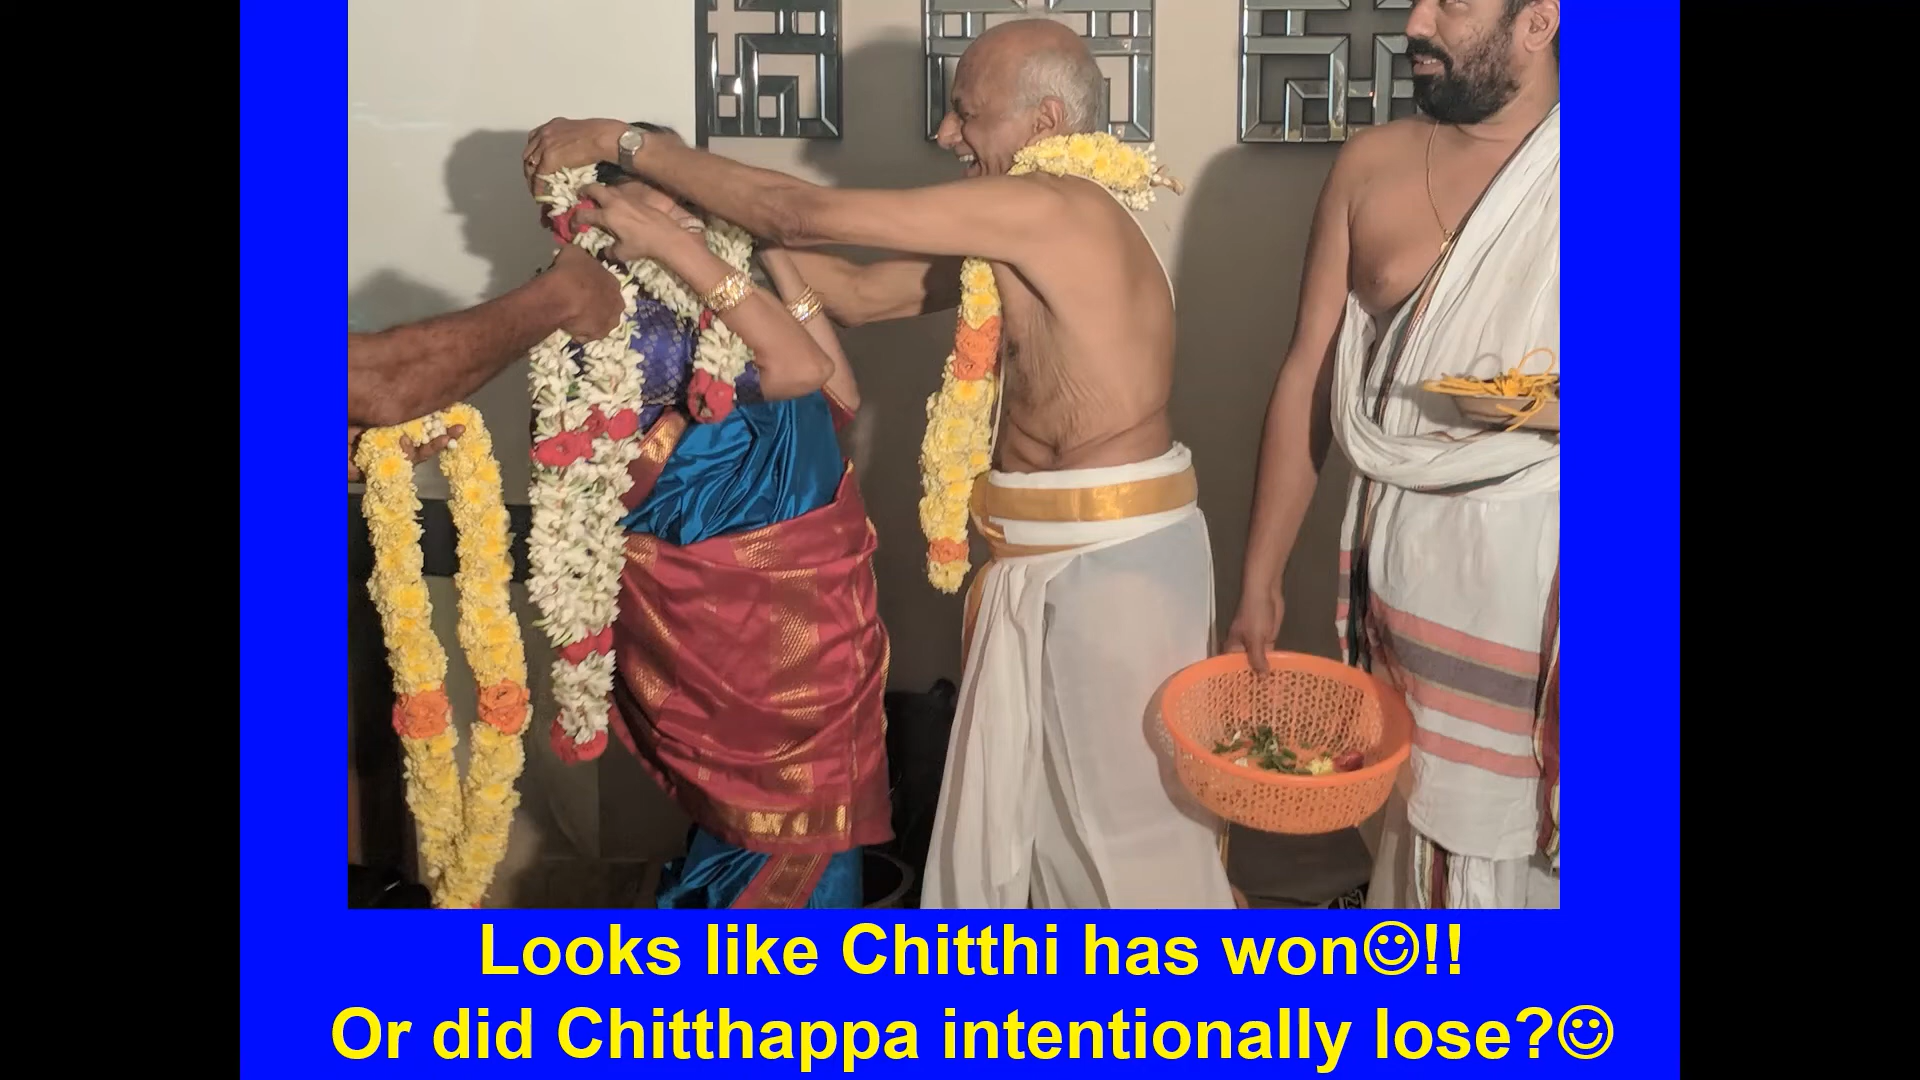 Looks like Chitthi has won☺!!
Or did Chitthappa intentionally lose?☺